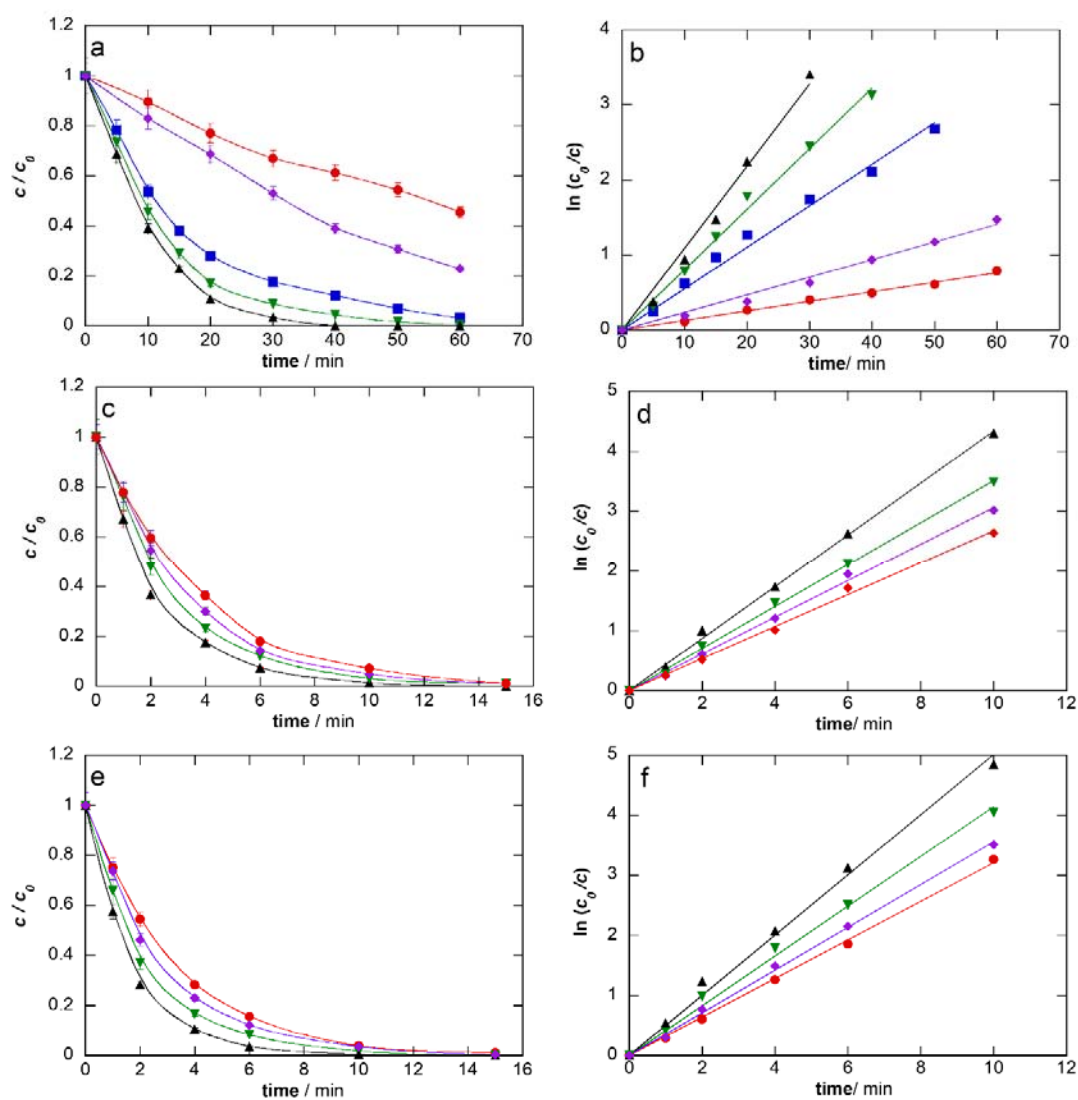 a
1.2
1
0.8
0.6
0.4
0.2
0
c / c0
0 10 20 30 40 50 60 70
time / min
b
4
3
2
1
0
ln (c0/c)
0 10 20 30 40 50 60 70
time/ min
c
1.2
1
0.8
0.6
0.4
0.2
0
c / c0
0 2 4 6 8 10 12 14 16
time / min
d
5
4
3
2
1
0
ln (c0/c)
0 2 4 6 8 10 12
time/ min
e
1.2
1
0.8
0.6
0.4
0.2
0
c / c0
0 2 4 6 8 10 12 14 16
time / min
f
5
4
3
2
1
0
ln (c0/c)
0 2 4 6 8 10 12
time/ min